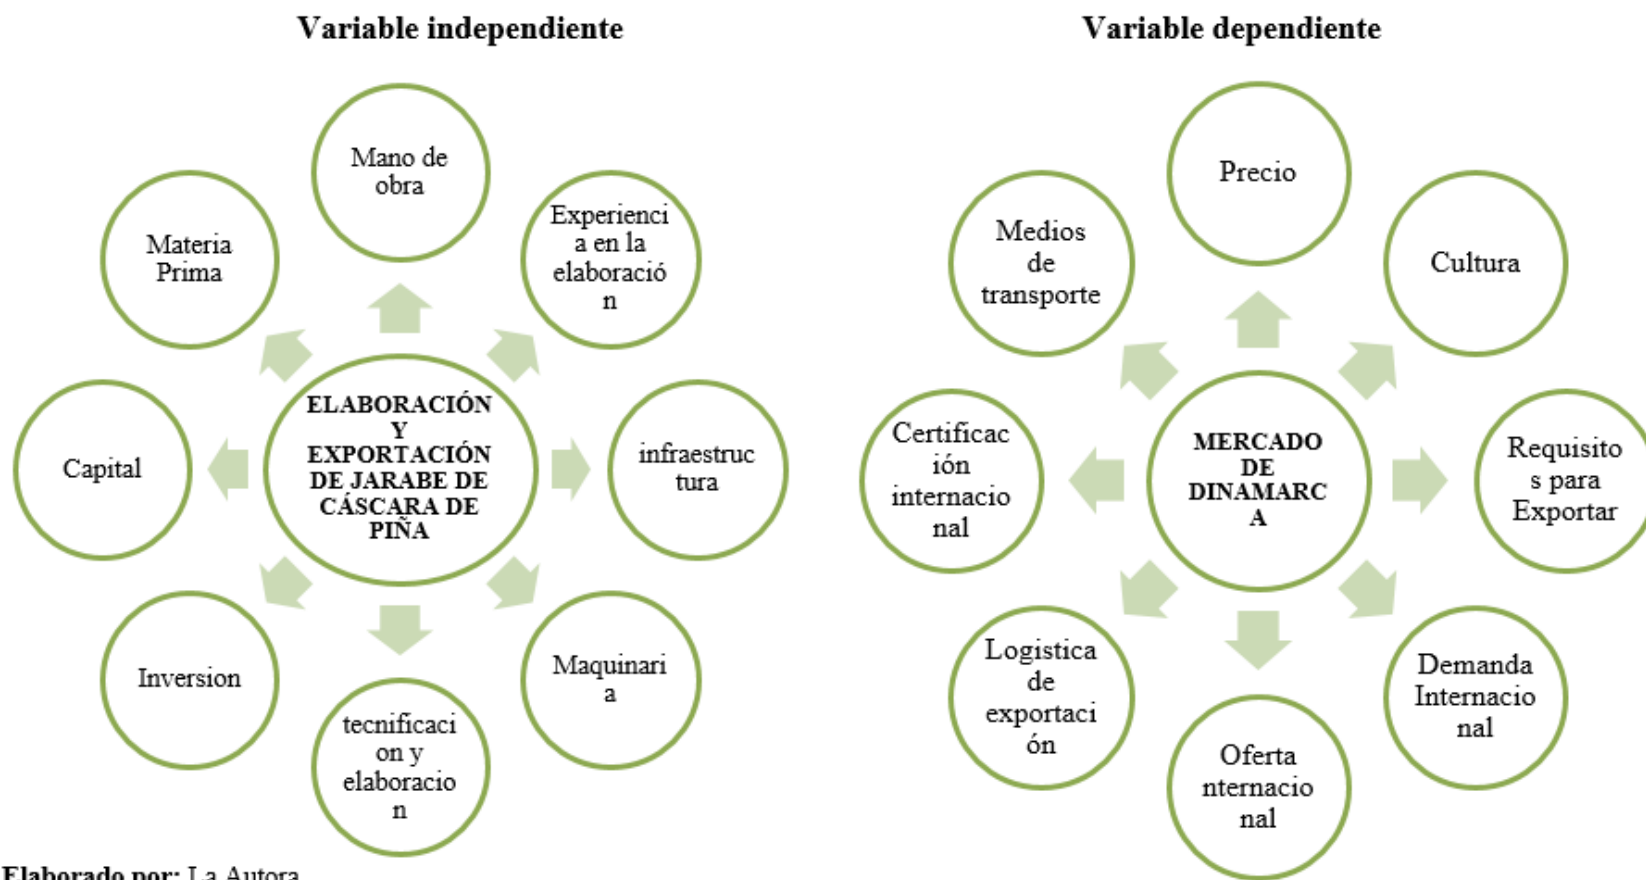 Variable independiente
Mano de
obra
Experienci
a en la
elaboració
n
infraestruc
tura
Maquinari
a
tecnificaci
on y
elaboracio
n
Inversion
Capital
Materia
Prima
ELABORACIÓN
Y
EXPORTACIÓN
DE JARABE DE
CÁSCARA DE
PIÑA
Variable dependiente
Precio
Cultura
Requisito
s para
Exportar
Demanda
Internacio
nal
Oferta
nternacio
nal
Logistica
de
exportaci
ón
Certificac
ión
internacio
nal
Medios
de
transporte
MERCADO
DE
DINAMARC
A
Elaborado por: La Autora